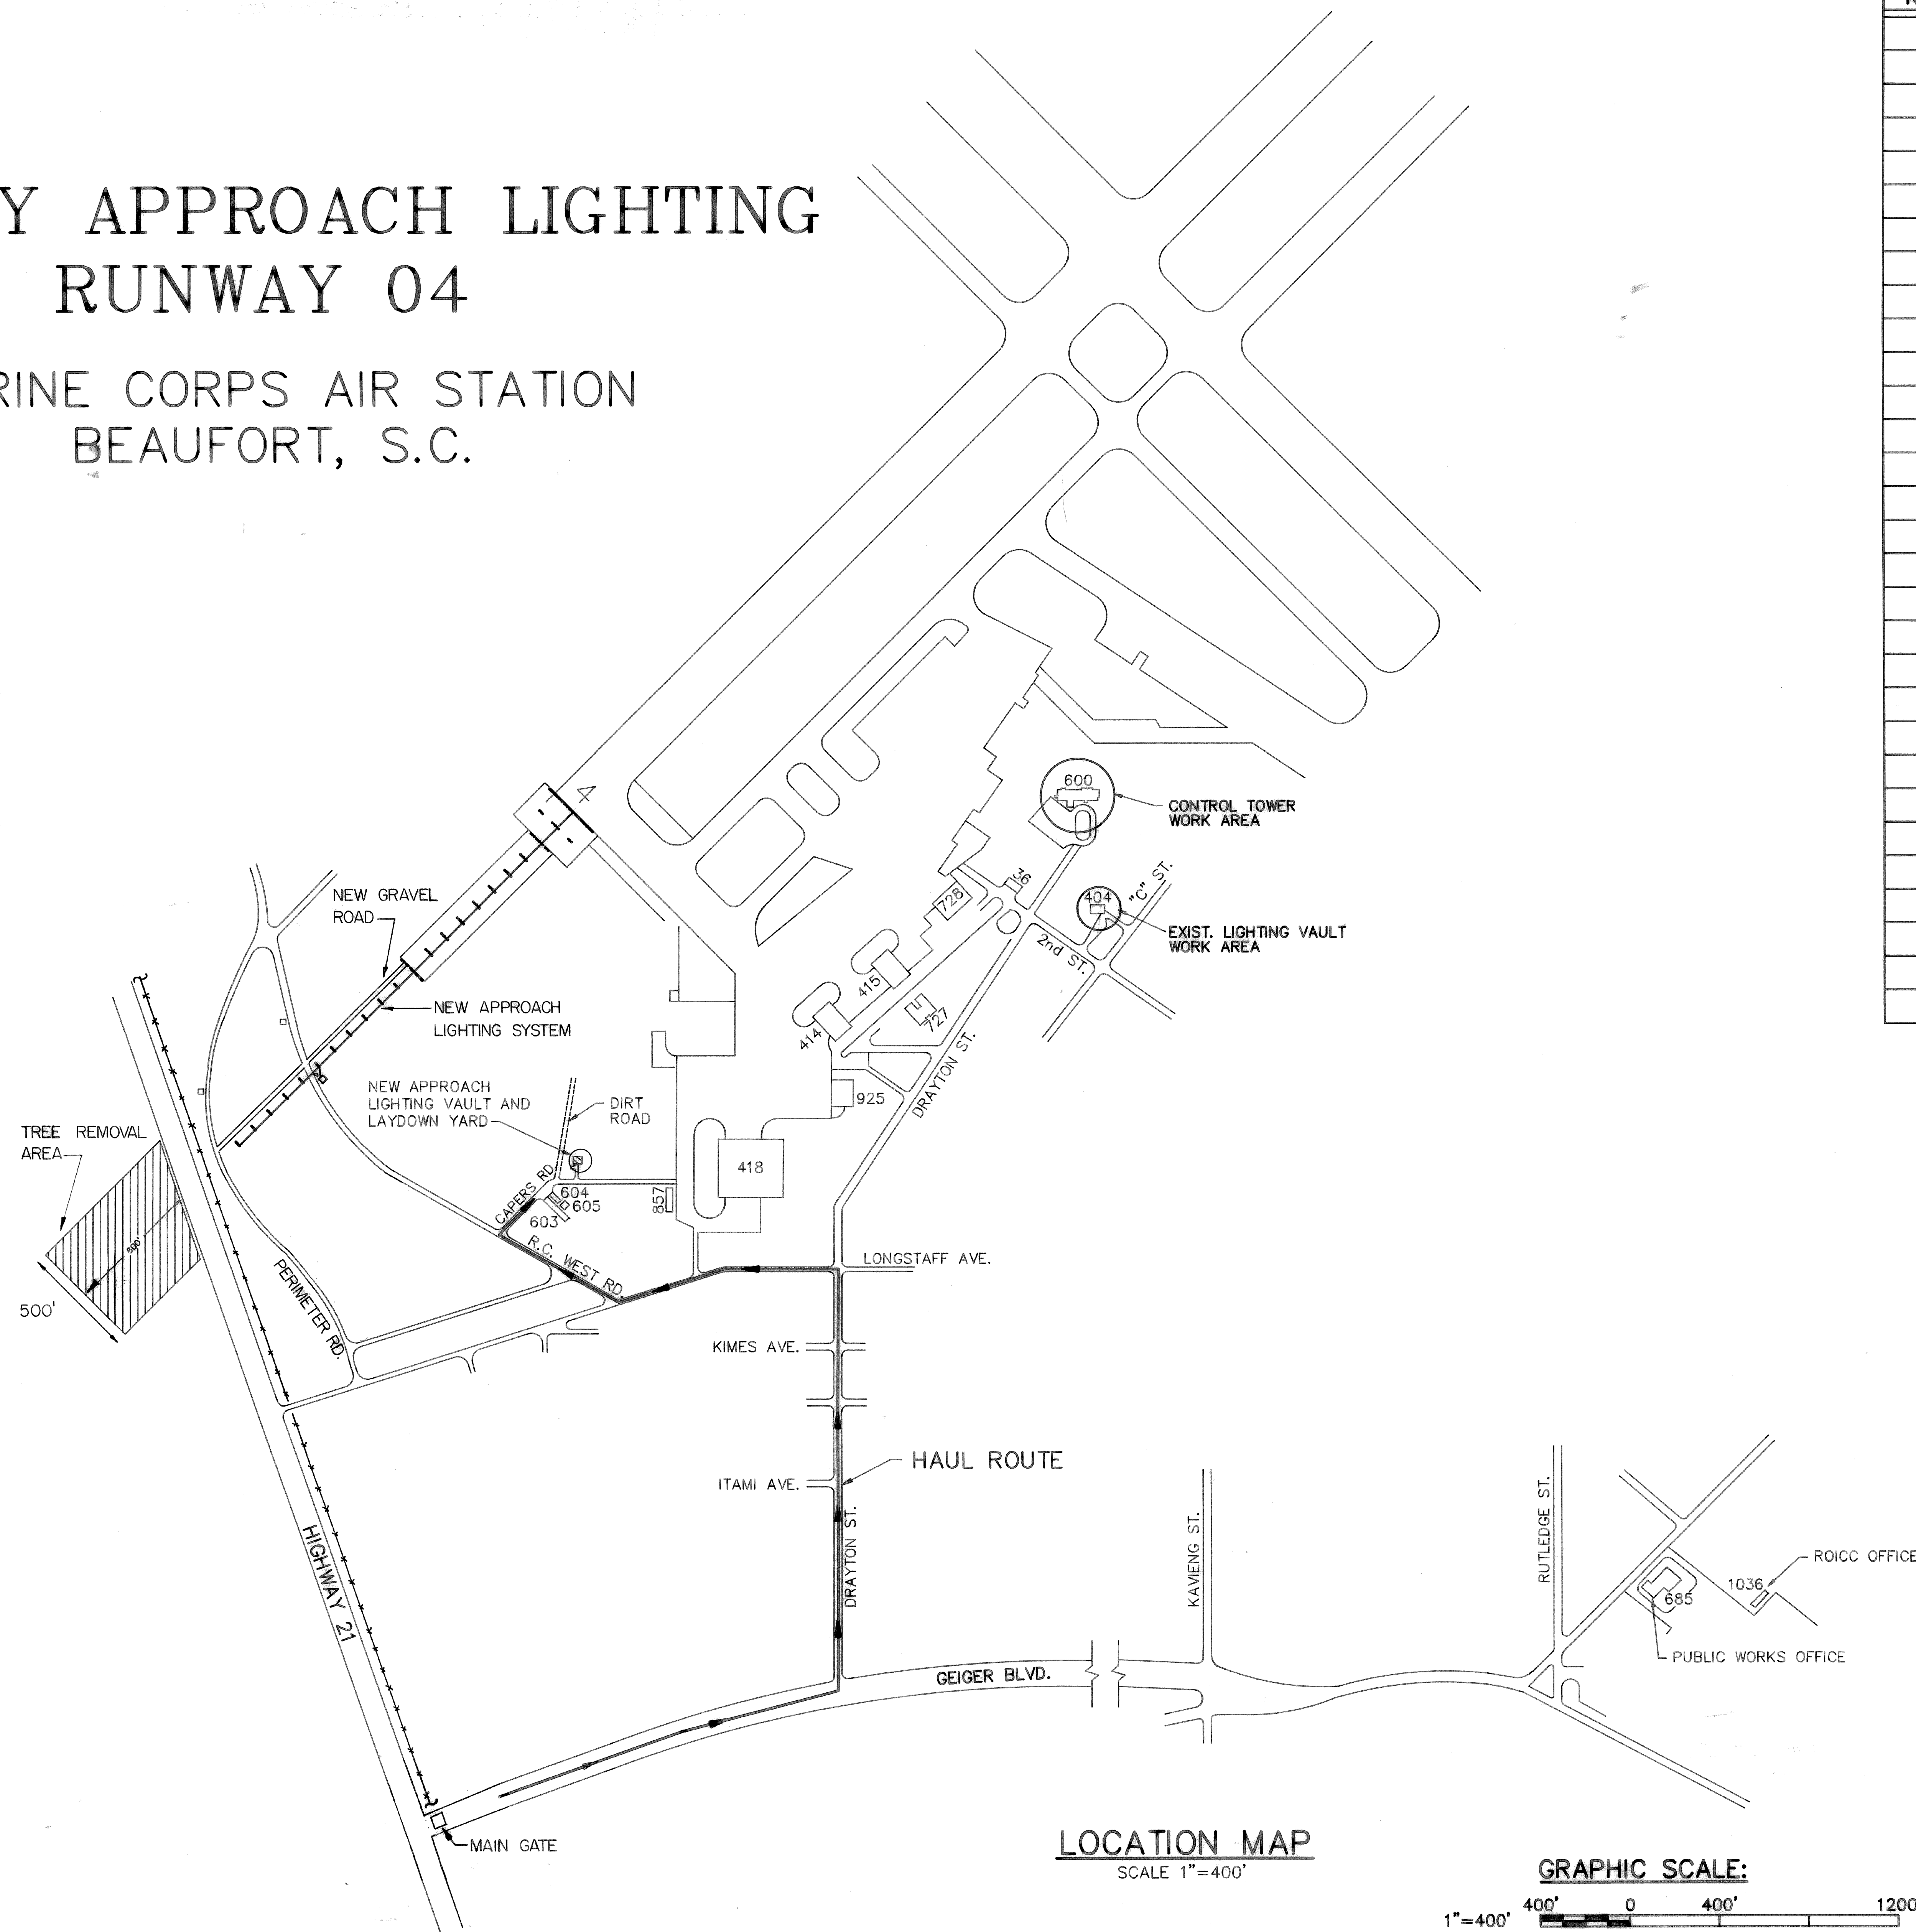 Y APPROACH LIGHTING
RUNWAY 04
RINE CORPS AIR STATION
BEAUFORT, S.C.
4
600
CONTROL TOWER
WORK AREA
36
404
"C" ST.
728
EXIST. LIGHTING VAULT
WORK AREA
2nd ST.
NEW GRAVEL
ROAD
415
727
414
NEW APPROACH
LIGHTING SYSTEM
DRAYTON ST.
NEW APPROACH
LIGHTING VAULT AND
LAYDOWN YARD
DIRT
ROAD
925
TREE REMOVAL
AREA
418
CAPERS RD.
604
605
603
857
600'
R.C. WEST RD.
LONGSTAFF AVE.
500'
PERIMETER RD.
KIMES AVE.
HAUL ROUTE
ITAMI AVE.
DRAYTON ST.
HIGHWAY 21
KAVIENG ST.
RUTLEDGE ST.
ROICC OFFICE
1036
685
PUBLIC WORKS OFFICE
GEIGER BLVD.
MAIN GATE
LOCATION MAP
SCALE 1"=400'
GRAPHIC SCALE:
1"=400'
400' 0 400' 1200